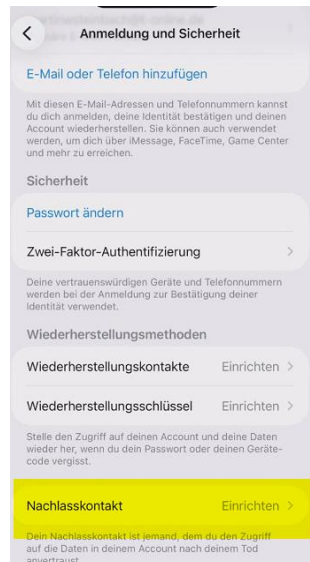 Anmeldung und Sicherheit
E-Mail oder Telefon hinzufügen
Mit diesen E-Mail-Adressen und Telefonnummern kannst
du dich anmelden, deine Identität bestätigen und deinen
Account wiederherstellen. Sie können auch verwendet
werden, um dich über iMessage, FaceTime, Game Center
und mehr zu erreichen.
Sicherheit
Passwort ändern
Zwei-Faktor-Authentifizierung
Deine vertrauenswürdigen Geräte und Telefonnummern
werden bei der Anmeldung zur Bestätigung deiner
Identität verwendet.
Wiederherstellungsmethoden
Wiederherstellungskontakte Einrichten
Wiederherstellungsschlüssel Einrichten
Stelle den Zugriff auf deinen Account und deine Daten
wieder her, wenn du dein Passwort oder deinen Geräte-
code vergisst.
Nachlasskontakt Einrichten
Dein Nachlasskontakt ist jemand, dem du den Zugriff
auf die Daten in deinem Account nach deinem Tod
anvertraust.